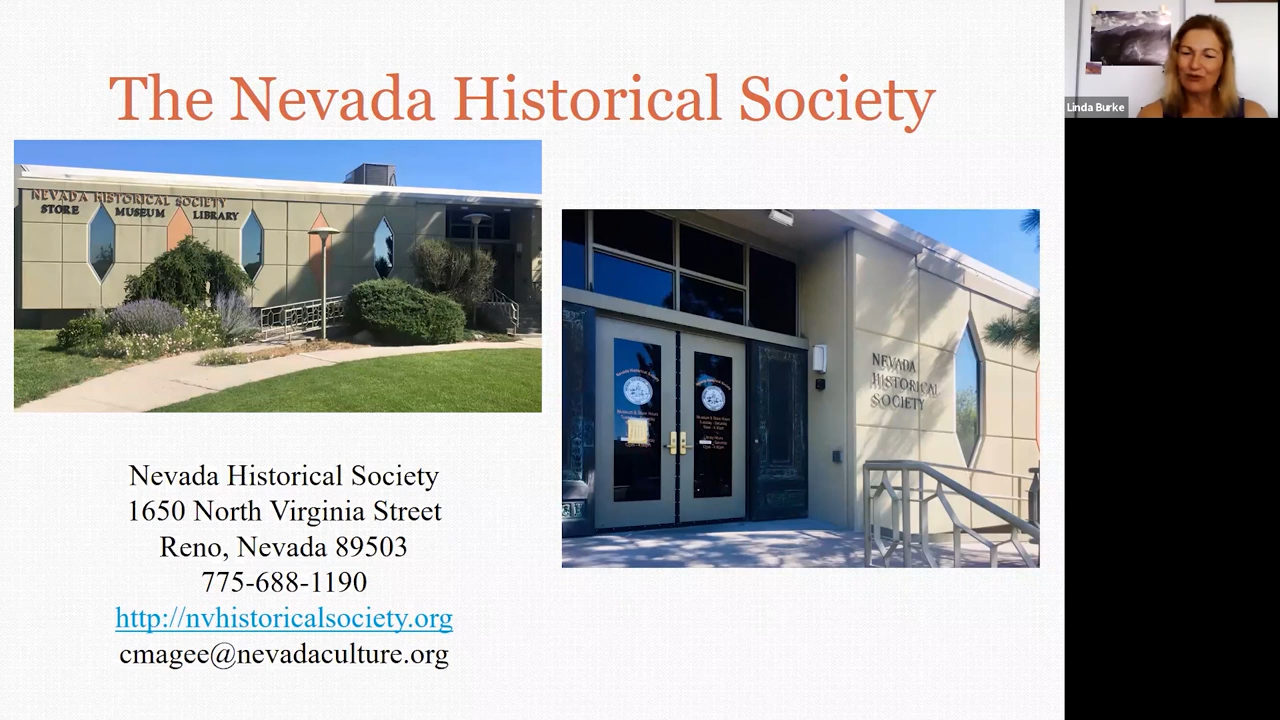 The Nevada Historical Society
NEVADA HISTORICAL SOCIETY
STORE MUSEUM LIBRARY
NEVADA
HISTORICAL
SOCIETY
Nevada Historical Society
1650 North Virginia Street
Reno, Nevada 89503
775-688-1190
http://nvhistoricalsociety.org
cmagee@nevadaculture.org
Linda Burke